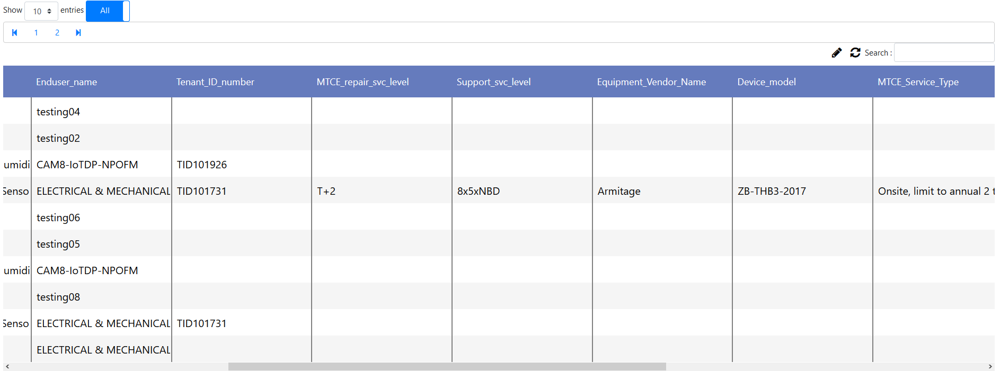 Show 10 entries All
1 2
Search :
Enduser_name Tenant_ID_number MTCE_repair_svc_level Support_svc_level Equipment_Vendor_Name Device_model MTCE_Service_Type
testing04
testing02
umidi CAM8-IoTDP-NPOFM TID101926
Senso ELECTRICAL & MECHANICAL TID101731 T+2 8x5xNBD Armitage ZB-THB3-2017 Onsite, limit to annual 2 t
testing06
testing05
umidi CAM8-IoTDP-NPOFM
testing08
Senso ELECTRICAL & MECHANICAL TID101731
ELECTRICAL & MECHANICAL